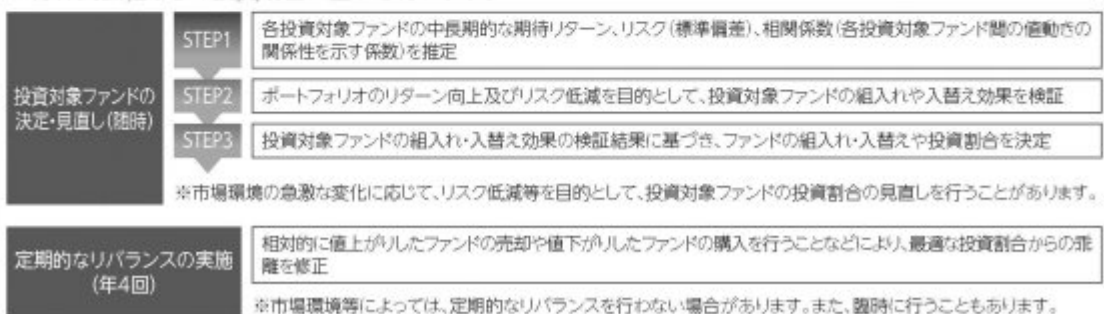 STEP1
各投資対象ファンドの中長期的な期待リターン、リスク(標準偏差)、相関係数(各投資対象ファンド間の値動きの
関係性を示す係数)を推定
投資対象ファンドの
決定・見直し(随時)
STEP2
ポートフォリオのリターン向上及びリスク低減を目的として、投資対象ファンドの組入れや入替え効果を検証
STEP3
投資対象ファンドの組入れ・入替え効果の検証結果に基づき、ファンドの組入れ・入替えや投資割合を決定
※市場環境の急激な変化に応じて、リスク低減等を目的として、投資対象ファンドの投資割合の見直しを行うことがあります。
定期的なリバランスの実施
(年4回)
相対的に値上がりしたファンドの売却や値下がりしたファンドの購入を行うことなどにより、最適な投資割合からの乖
離を修正
※市場環境等によっては、定期的なリバランスを行わない場合があります。また、臨時に行うこともあります。